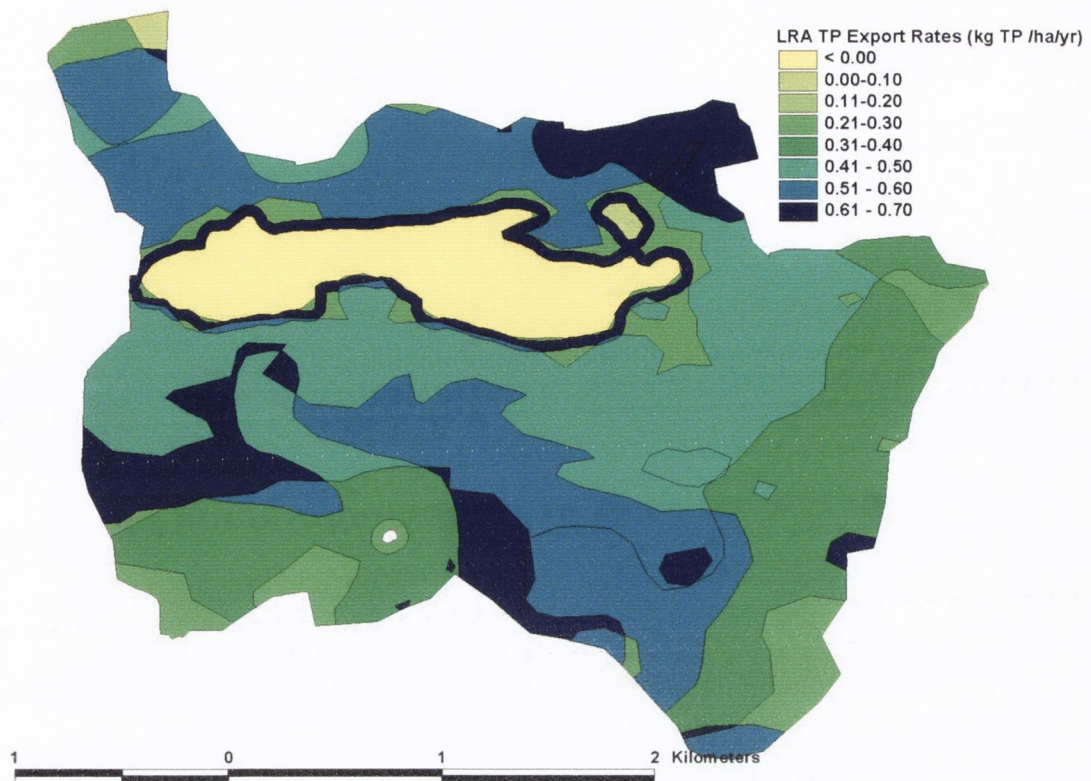 LRA TP Export Rates (kg TP /ha/yr)
< 0.00
0.00-0.10
0.11-0.20
0.21-0.30
0.31-0.40
0.41 - 0.50
0.51 - 0.60
0.61 - 0.70
1 0 1 2 Kilometers